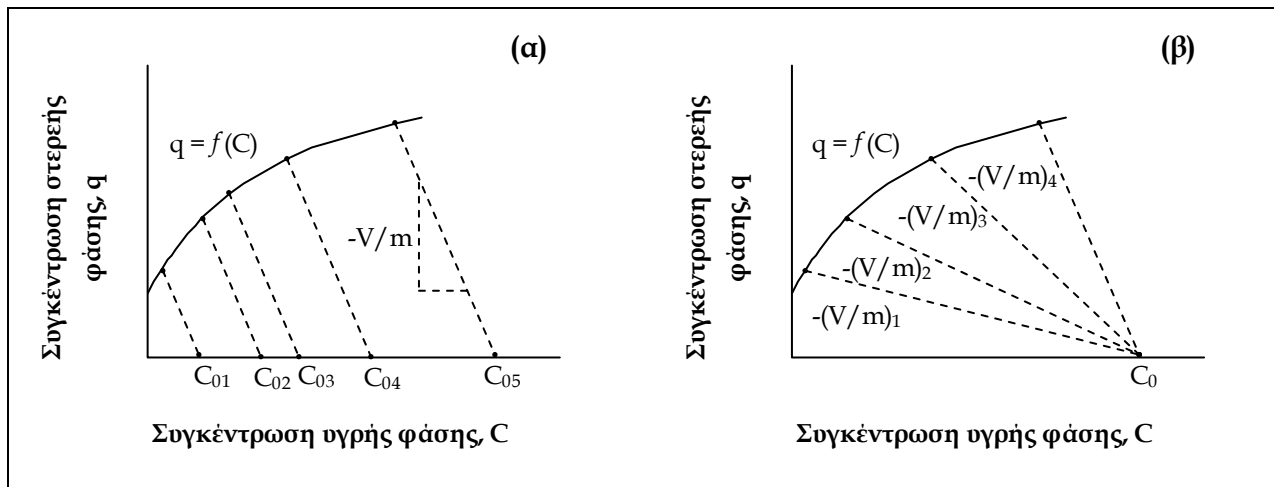 (α)
Συγκέντρωση στερεής
φάσης, q
q = f(C)
-V/m
C01 C02 C03 C04 C05
Συγκέντρωση υγρής φάσης, C
(β)
Συγκέντρωση στερεής
φάσης, q
q = f(C)
-(V/m)4
-(V/m)3
-(V/m)2
-(V/m)1
C0
Συγκέντρωση υγρής φάσης, C